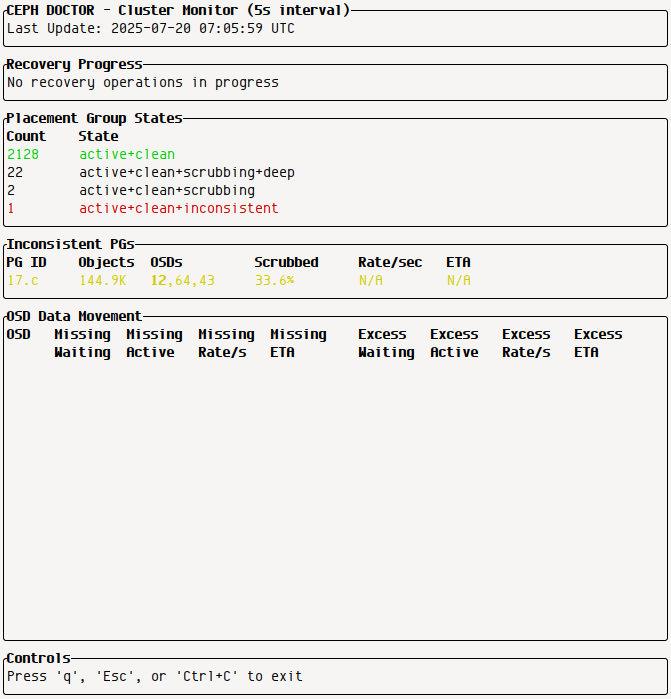 CEPH DOCTOR - Cluster Monitor (5s interval)
Last Update: 2025-07-20 07:05:59 UTC
Recovery Progress
No recovery operations in progress
Placement Group States
Count State
2128 active+clean
22 active+clean+scrubbing+deep
2 active+clean+scrubbing
1 active+clean+inconsistent
Inconsistent PGs
PG ID Objects OSDs Scrubbed Rate/sec ETA
17.c 144.9K 12,64,43 33.6% N/A N/A
OSD Data Movement
OSD Missing Missing Missing Missing Excess Excess Excess Excess
Waiting Active Rate/s ETA Waiting Active Rate/s ETA
Controls
Press 'q', 'Esc', or 'Ctrl+C' to exit